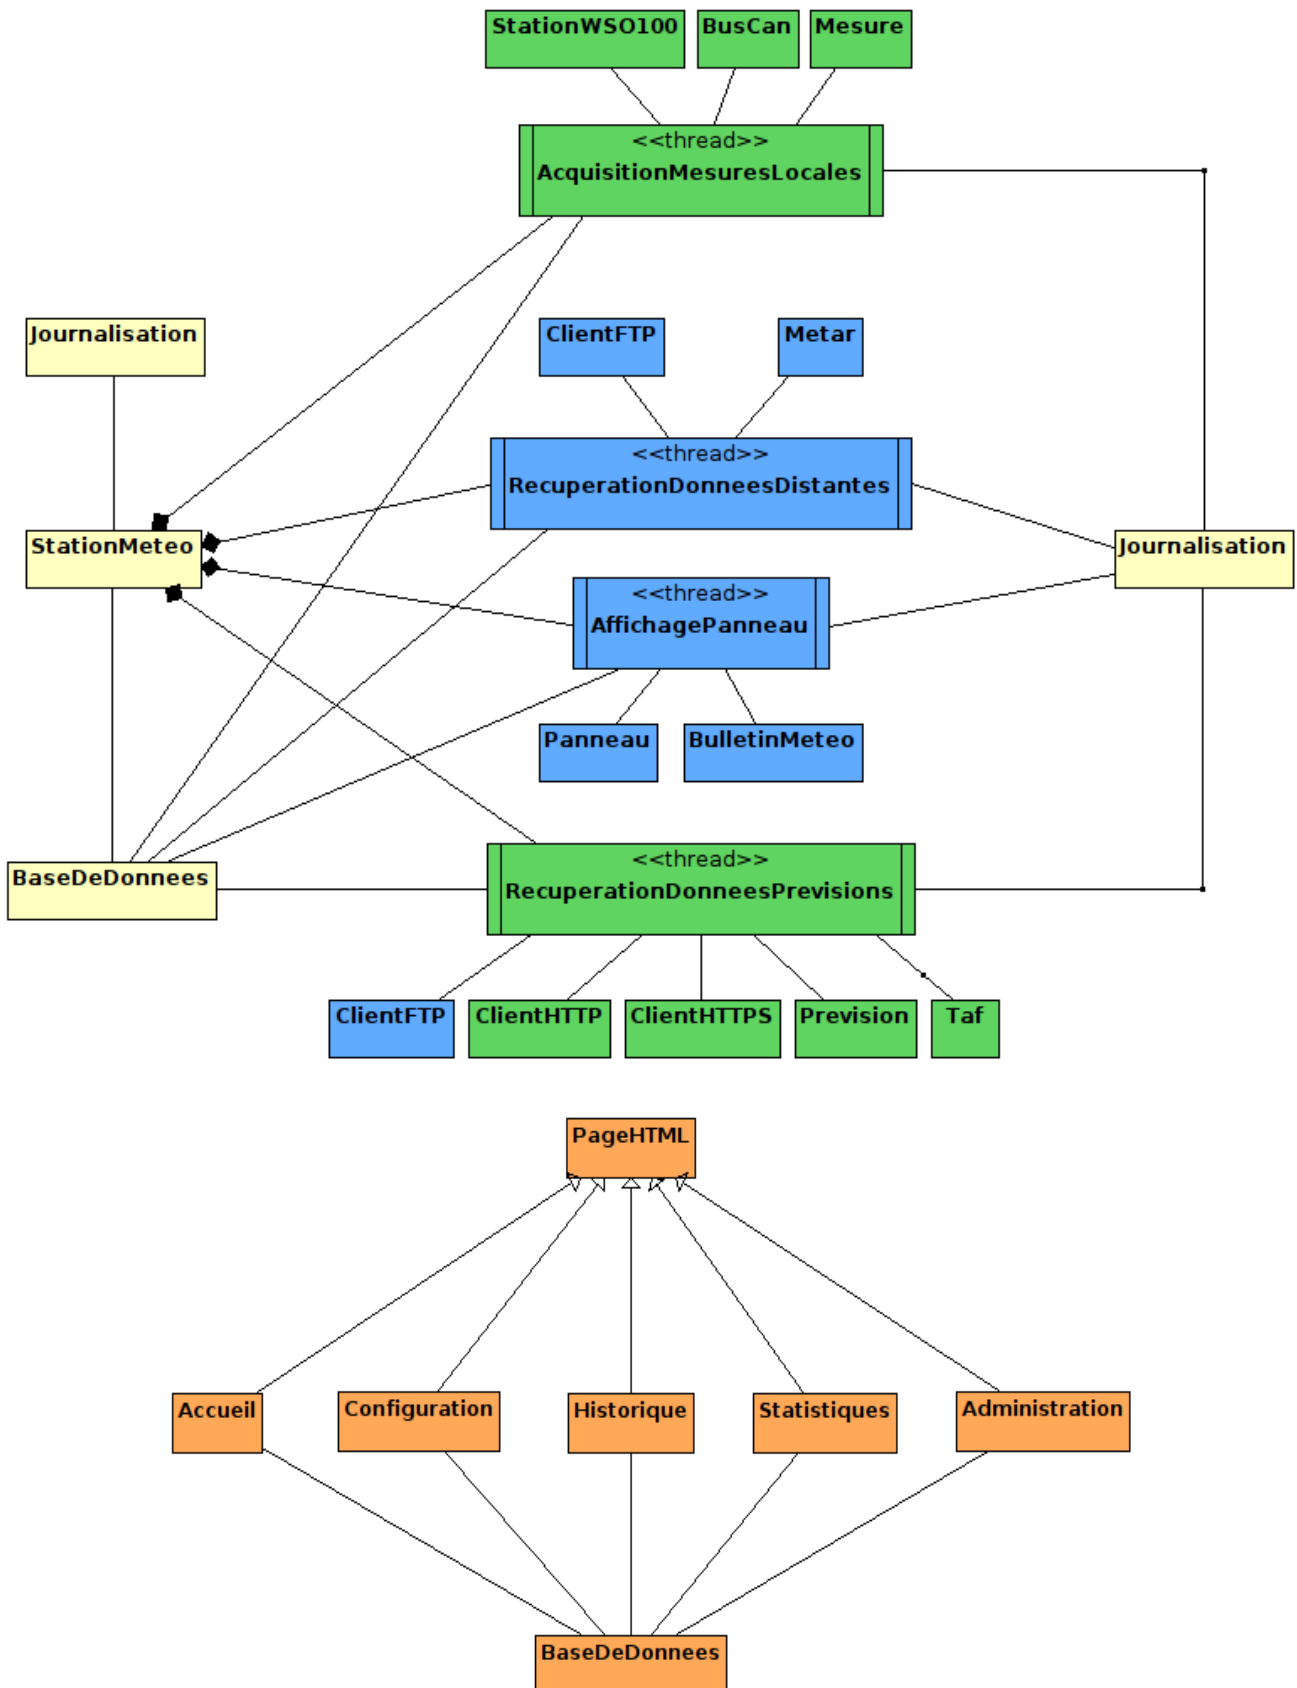 StationWSO100
BusCan
Mesure
<<thread>>
AcquisitionMesuresLocales
Journalisation
ClientFTP
Metar
<<thread>>
RecuperationDonneesDistantes
StationMeteo
Journalisation
<<thread>>
AffichagePanneau
Panneau
BulletinMeteo
<<thread>>
RecuperationDonneesPrevisions
BaseDeDonnees
ClientFTP
ClientHTTP
ClientHTTPS
Prevision
Taf
PageHTML
Accueil
Configuration
Historique
Statistiques
Administration
BaseDeDonnees